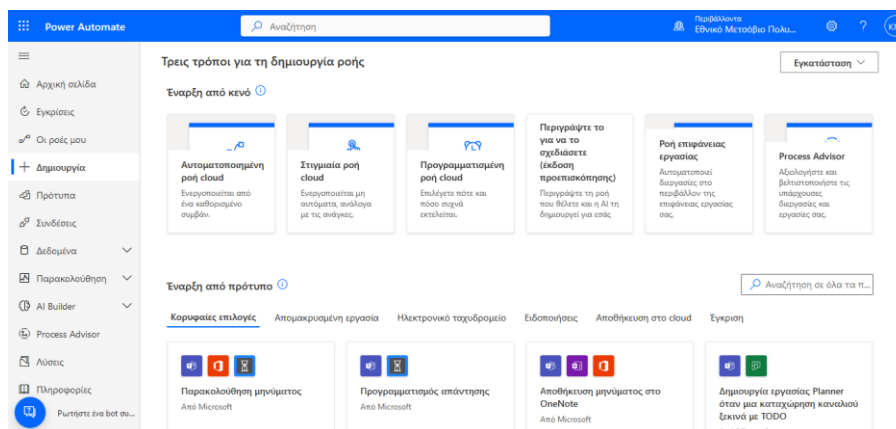 Power Automate
Αναζήτηση
Περιβάλλοντα
Εθνικό Μετσόβιο Πολυ...
?
Αρχική σελίδα
Εγκρίσεις
Οι ροές μου
Δημιουργία
Πρότυπα
Συνδέσεις
Δεδομένα
Παρακολούθηση
AI Builder
Process Advisor
Λύσεις
Πληροφορίες
Ρωτήστε ένα bot συ...
Τρεις τρόποι για τη δημιουργία ροής
Εγκατάσταση
Έναρξη από κενό
Αυτοματοποιημένη
ροή cloud
Ενεργοποιείται από
ένα καθορισμένο
συμβάν.
Στιγμιαία ροή
cloud
Ενεργοποιείται μη
αυτόματα, ανάλογα
με τις ανάγκες.
Προγραμματισμένη
ροή cloud
Επιλέγετε πότε και
πόσο συχνά
εκτελείται.
Περιγράψτε το
για να το
σχεδιάσετε
(έκδοση
προεπισκόπησης)
Περιγράψτε τη ροή
που θέλετε και η AI τη
δημιουργεί για εσάς
Ροή επιφάνειας
εργασίας
Αυτοματοποιεί
διεργασίες στο
περιβάλλον της
επιφάνειας εργασίας
σας.
Process Advisor
Αξιολογήστε και
βελτιστοποιήστε τις
υπάρχουσες
διεργασίες και
εργασίες σας.
Έναρξη από πρότυπο
Αναζήτηση σε όλα τα π...
Κορυφαίες επιλογές
Απομακρυσμένη εργασία
Ηλεκτρονικό ταχυδρομείο
Ειδοποιήσεις
Αποθήκευση στο cloud
Έγκριση
Παρακολούθηση μηνύματος
Από Microsoft
Προγραμματισμός απάντησης
Από Microsoft
Αποθήκευση μηνύματος στο
OneNote
Από Microsoft
Δημιουργία εργασίας Planner
όταν μια καταχώρηση καναλιού
ξεκινά με TODO